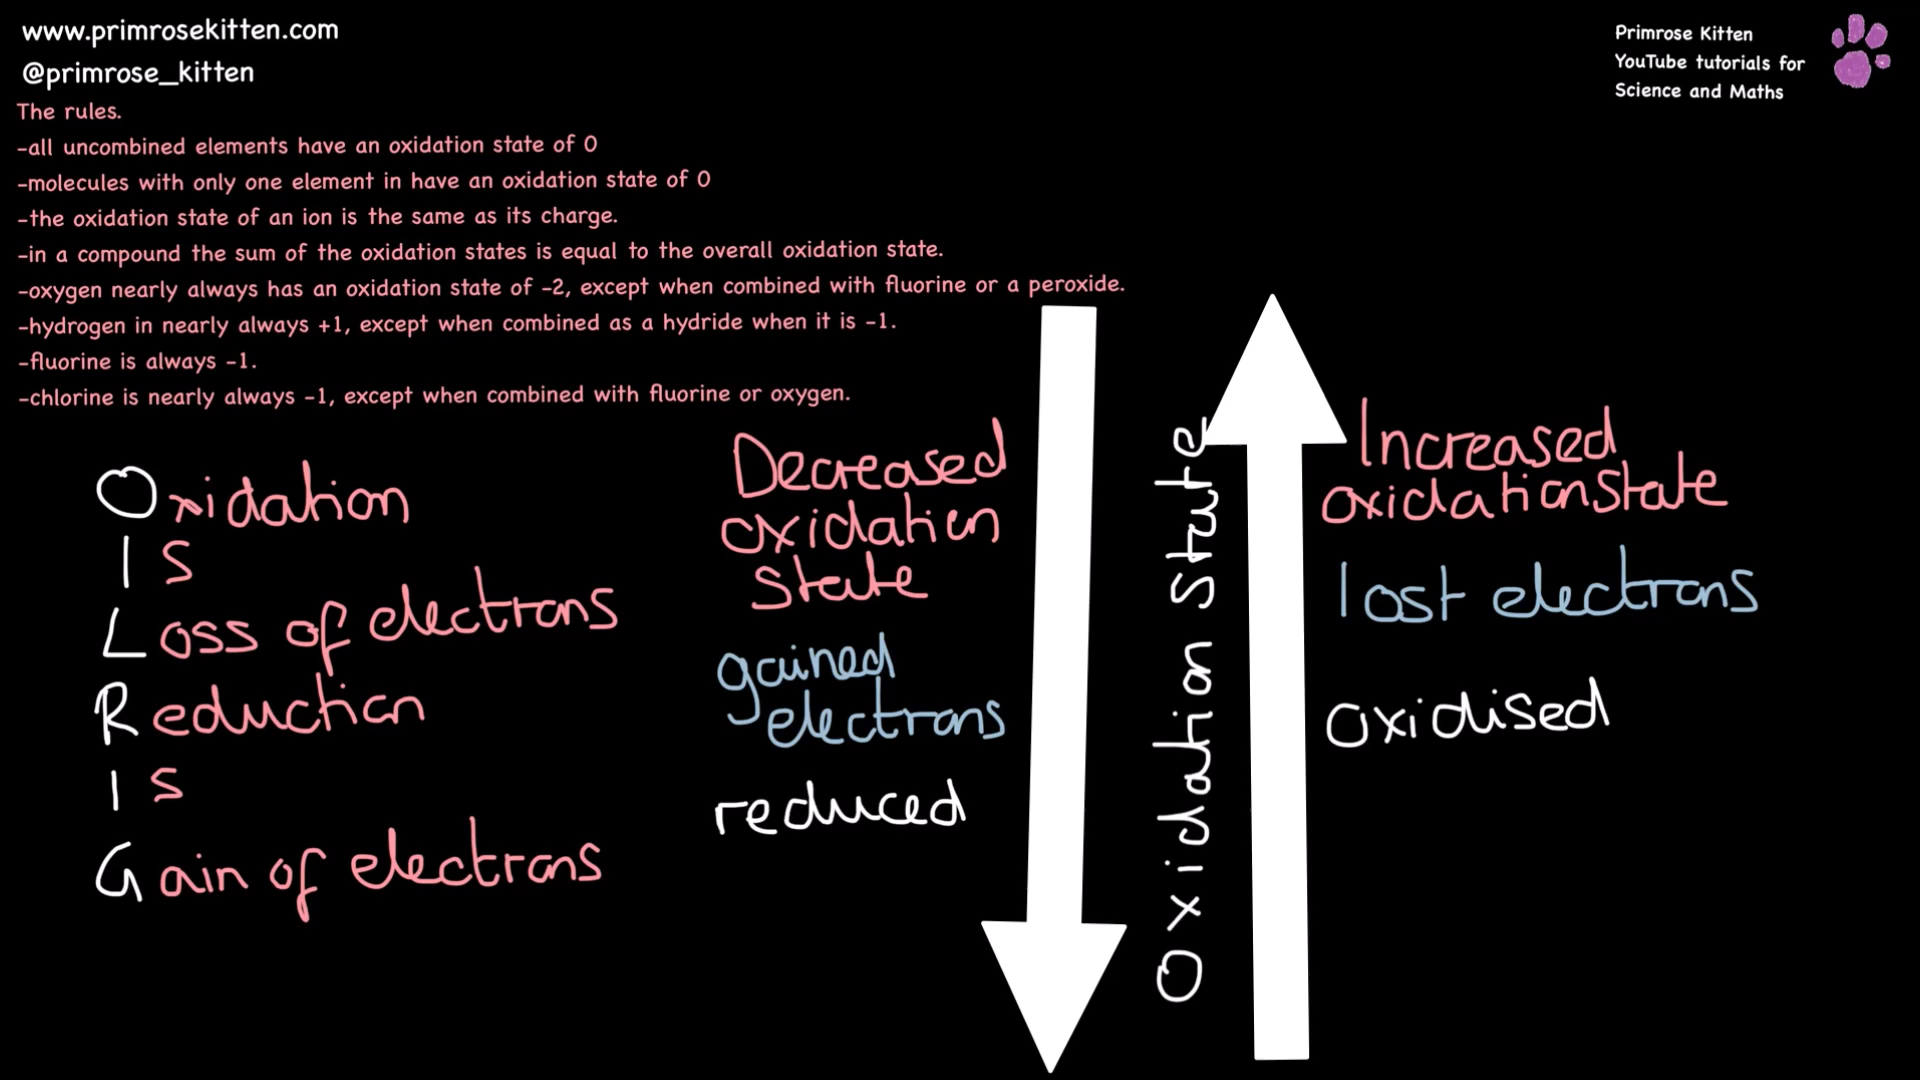 www.primrosekitten.com
@primrose_kitten
Primrose Kitten
YouTube tutorials for
Science and Maths
The rules.
-all uncombined elements have an oxidation state of 0
-molecules with only one element in have an oxidation state of 0
-the oxidation state of an ion is the same as its charge.
-in a compound the sum of the oxidation states is equal to the overall oxidation state.
-oxygen nearly always has an oxidation state of -2, except when combined with fluorine or a peroxide.
-hydrogen in nearly always +1, except when combined as a hydride when it is -1.
-fluorine is always -1.
-chlorine is nearly always -1, except when combined with fluorine or oxygen.
Oxidation
Is
Loss of electrons
Reduction
Is
Gain of electrons
Decreased
oxidation
state
gained
electrons
reduced
Oxidation State
Increased
oxidation state
lost electrons
oxidised